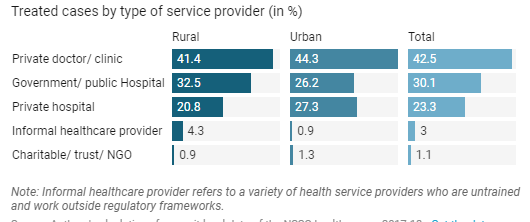 Treated cases by type of service provider (in %)
Rural Urban Total
Private doctor/ clinic 41.4 44.3 42.5
Government/ public Hospital 32.5 26.2 30.1
Private hospital 20.8 27.3 23.3
Informal healthcare provider 4.3 0.9 3
Charitable/ trust/ NGO 0.9 1.3 1.1
Note: Informal healthcare provider refers to a variety of health service providers who are untrained
and work outside regulatory frameworks.